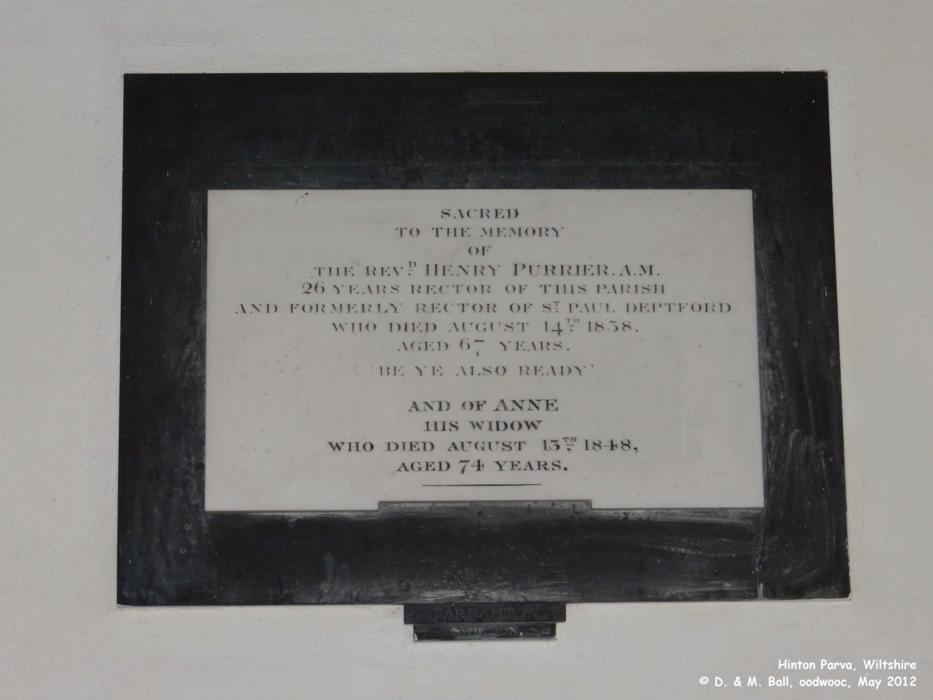 SACRED
TO THE MEMORY
OF
THE REVD HENRY PURRIER. A.M.
26 YEARS RECTOR OF THIS PARISH
AND FORMERLY RECTOR OF ST PAUL DEPTFORD
WHO DIED AUGUST 14TH 1838.
AGED 67 YEARS.
'BE YE ALSO READY'
AND OF ANNE
HIS WIDOW
WHO DIED AUGUST 15TH 1848,
AGED 74 YEARS.
TARRANT
Hinton Parva, Wiltshire
© D. & M. Ball, oodwooc, May 2012